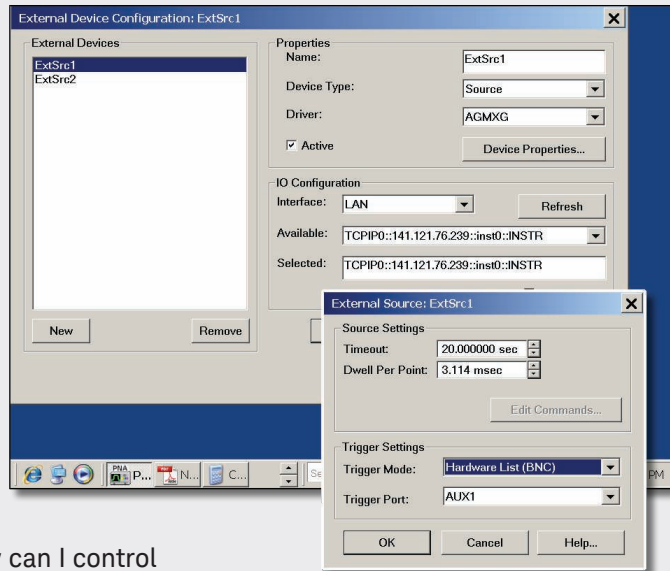 External Device Configuration: ExtSrc1
External Devices
ExtSrc1
ExtSrc2
New
Remove
Properties
Name:
ExtSrc1
Device Type:
Source
Driver:
AGMXG
Active
Device Properties...
IO Configuration
Interface:
LAN
Refresh
Available:
TCPIP0::141.121.76.239::inst0::INSTR
Selected:
TCPIP0::141.121.76.239::inst0::INSTR
External Source: ExtSrc1
Source Settings
Timeout:
20.000000 sec
Dwell Per Point:
3.114 msec
Edit Commands...
Trigger Settings
Trigger Mode:
Hardware List (BNC)
Trigger Port:
AUX1
OK
Cancel
Help...
PNA
P...
N...
C...
PM
can I control